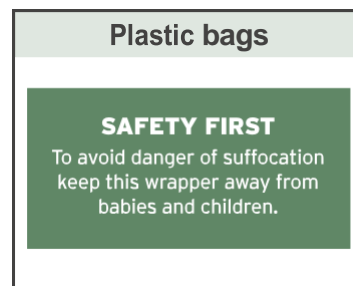 Plastic bags
SAFETY FIRST
To avoid danger of suffocation
keep this wrapper away from
babies and children.